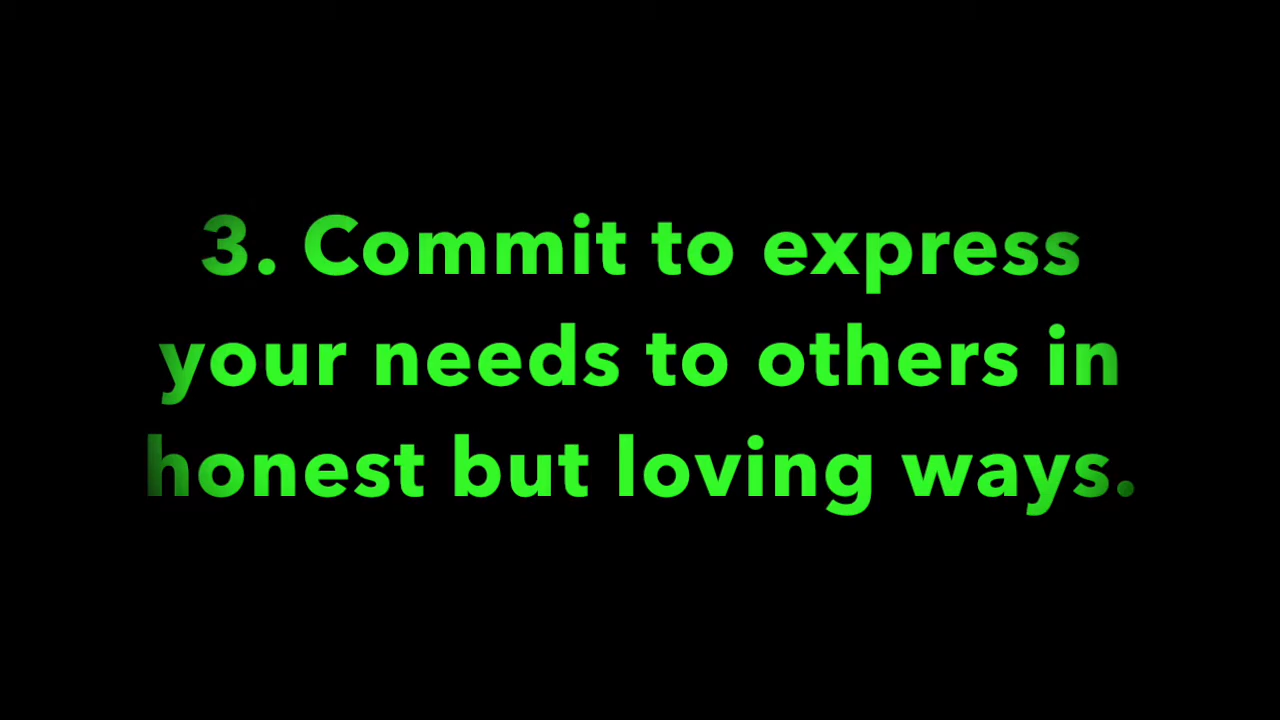 3. Commit to express
your needs to others in
honest but loving ways.